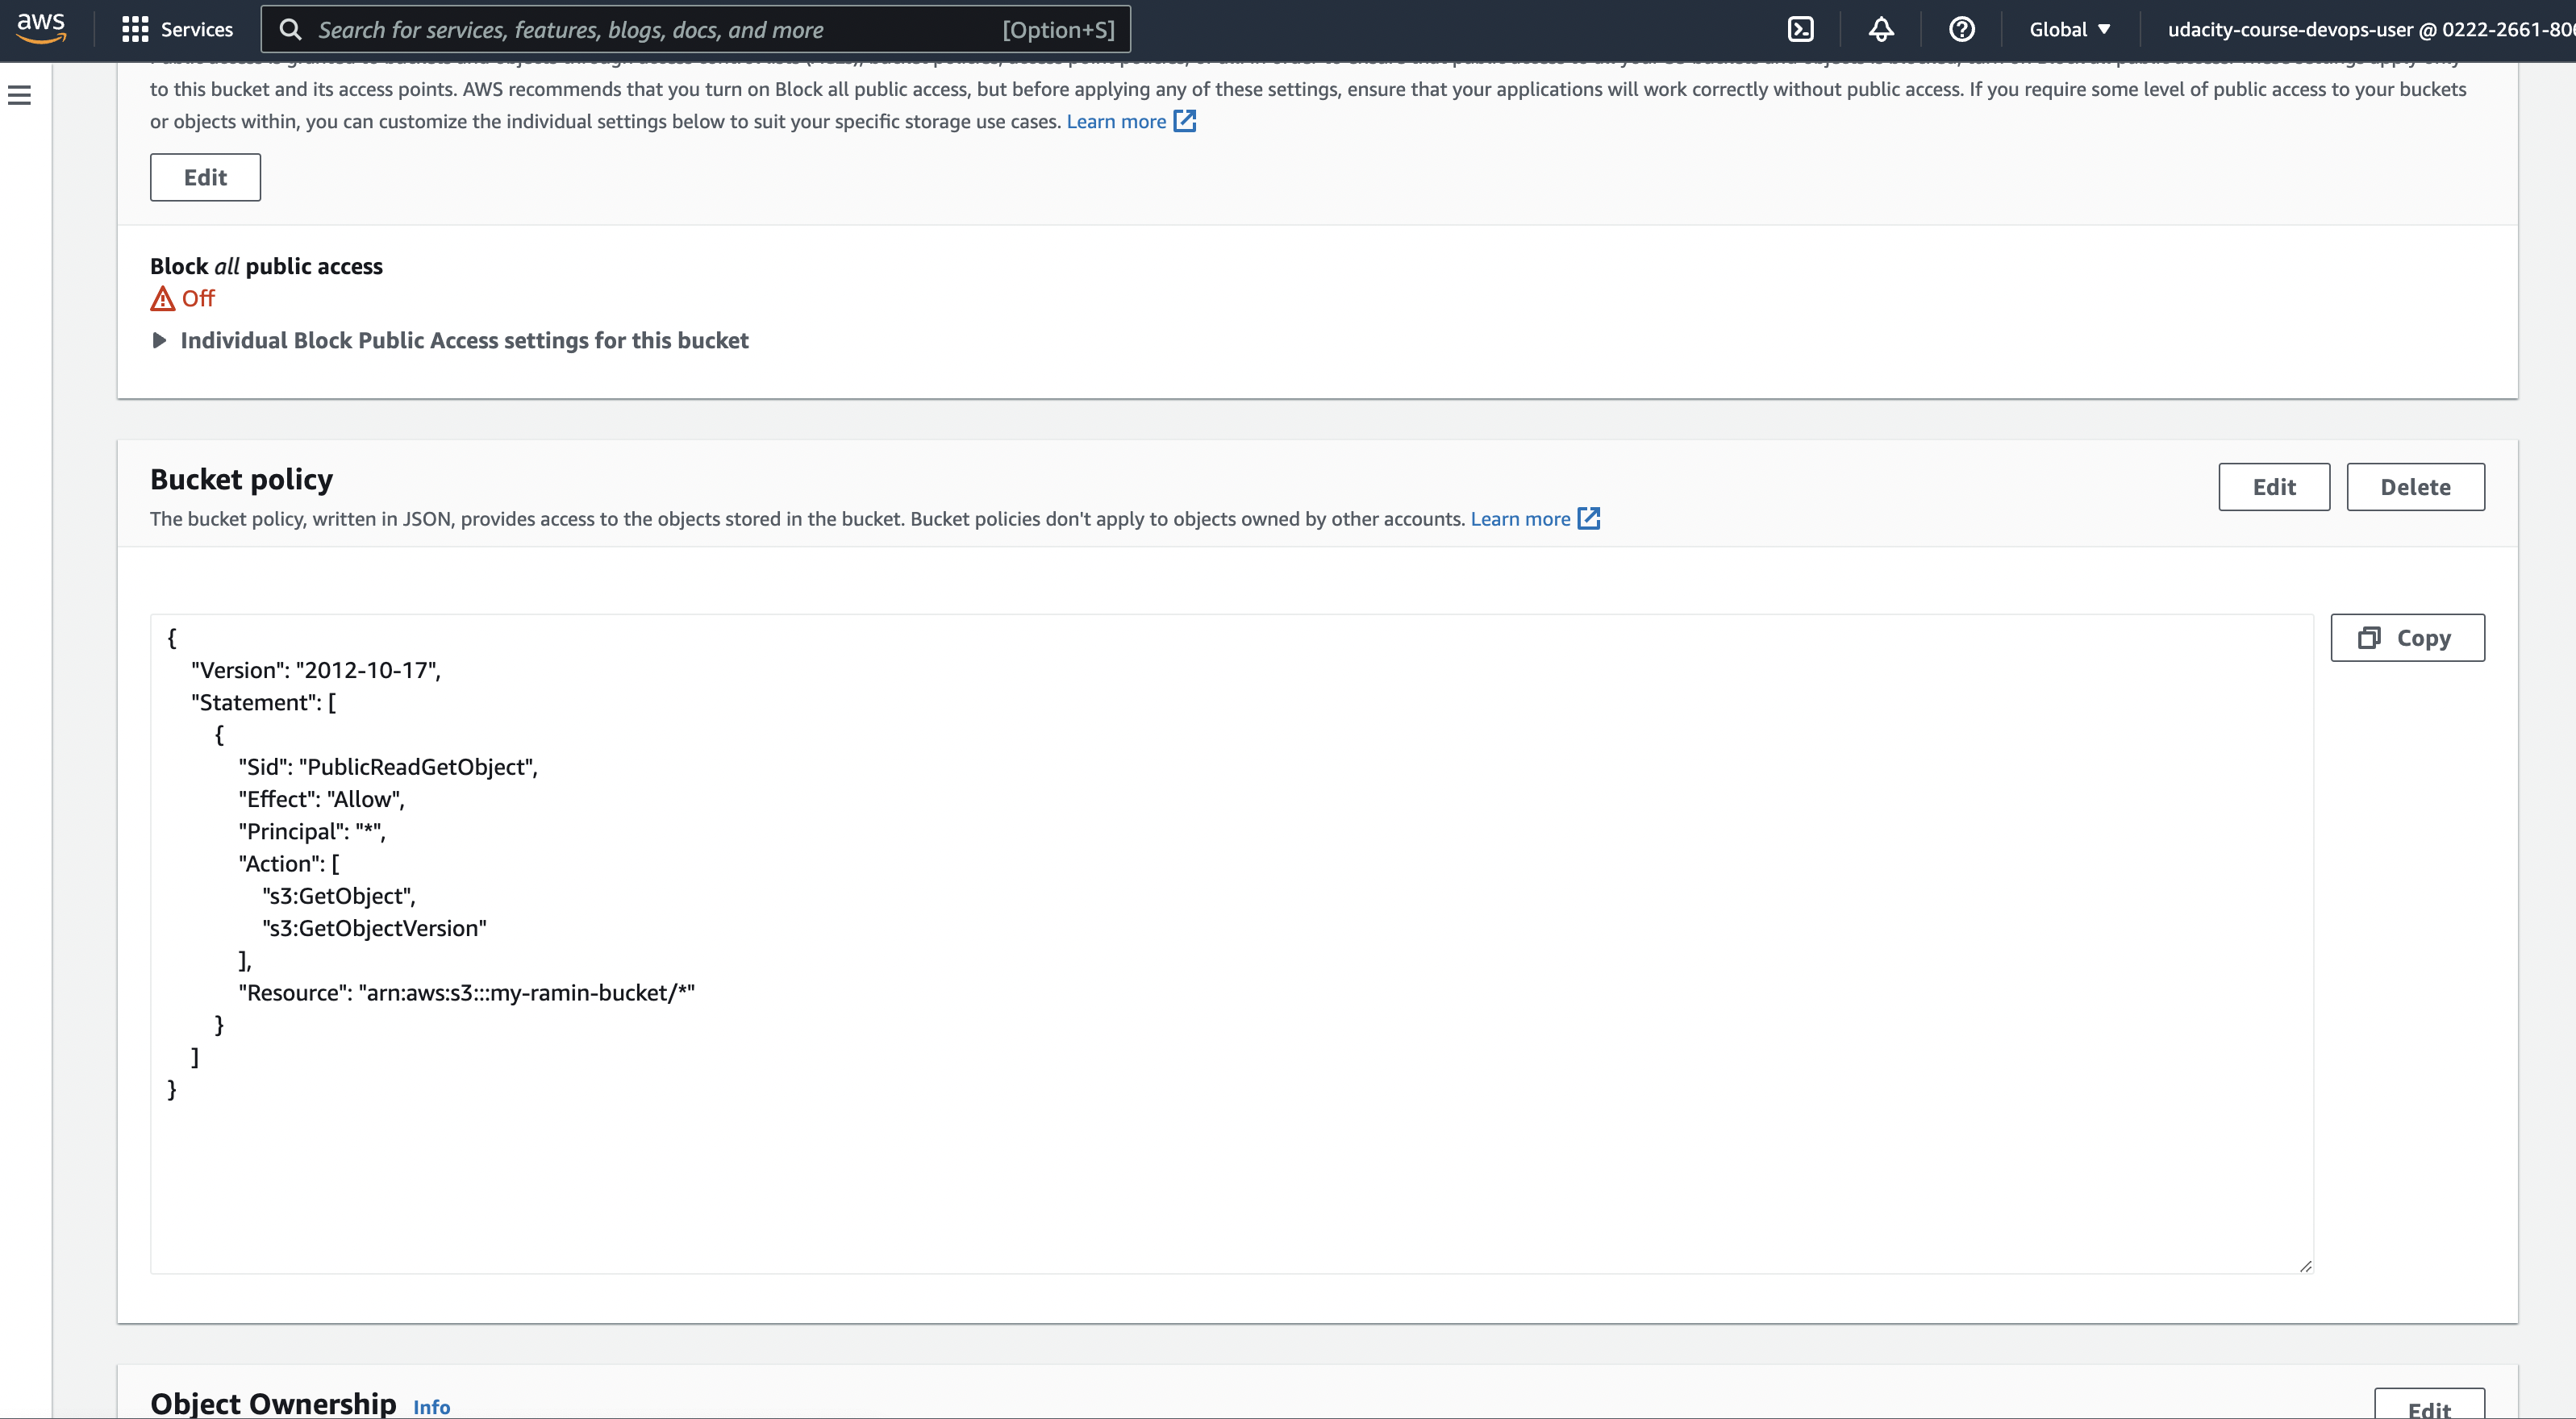 aws
Services
Search for services, features, blogs, docs, and more [Option+S]
Global
udacity-course-devops-user @ 0222-2661-80
to this bucket and its access points. AWS recommends that you turn on Block all public access, but before applying any of these settings, ensure that your applications will work correctly without public access. If you require some level of public access to your buckets
or objects within, you can customize the individual settings below to suit your specific storage use cases. Learn more
Edit
Block all public access
Off
Individual Block Public Access settings for this bucket
Bucket policy
Edit
Delete
The bucket policy, written in JSON, provides access to the objects stored in the bucket. Bucket policies don't apply to objects owned by other accounts. Learn more
Copy
{
"Version": "2012-10-17",
"Statement": [
{
"Sid": "PublicReadGetObject",
"Effect": "Allow",
"Principal": "*",
"Action": [
"s3:GetObject",
"s3:GetObjectVersion"
],
"Resource": "arn:aws:s3:::my-ramin-bucket/*"
}
]
}
Object Ownership Info
Edit